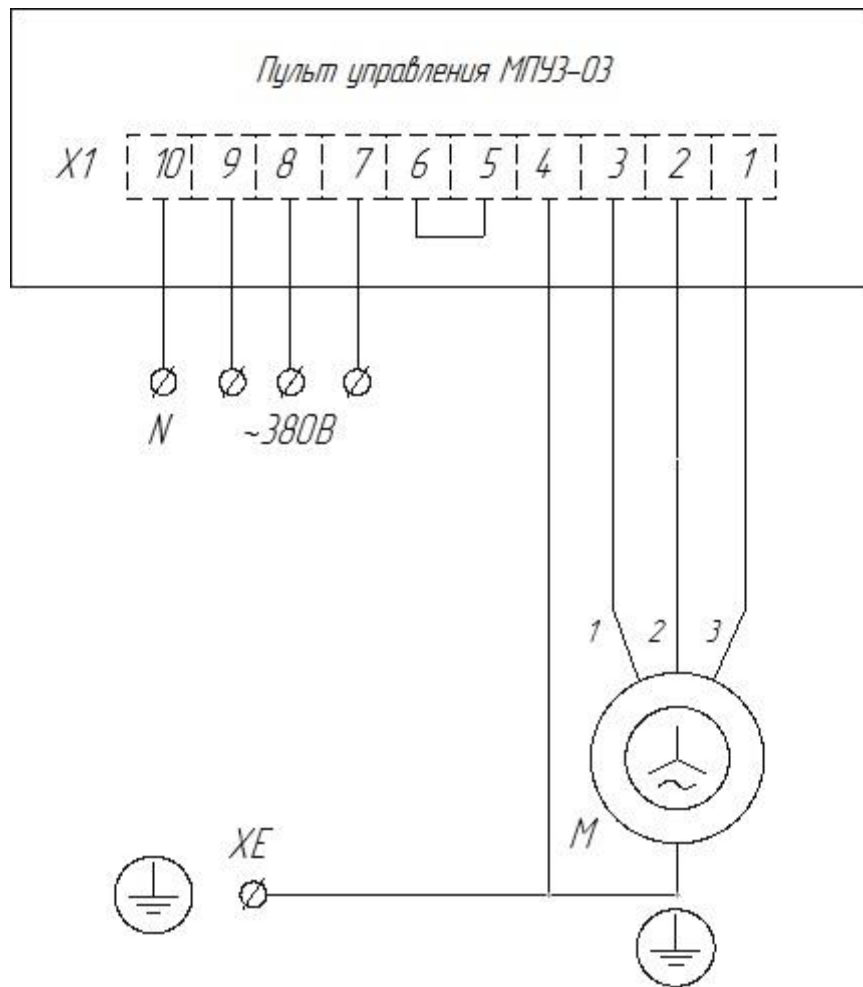 Пульт управления МПУЗ-03
X1 10 9 8 7 6 5 4 3 2 1
N ~380В
1 2 3
М
XE